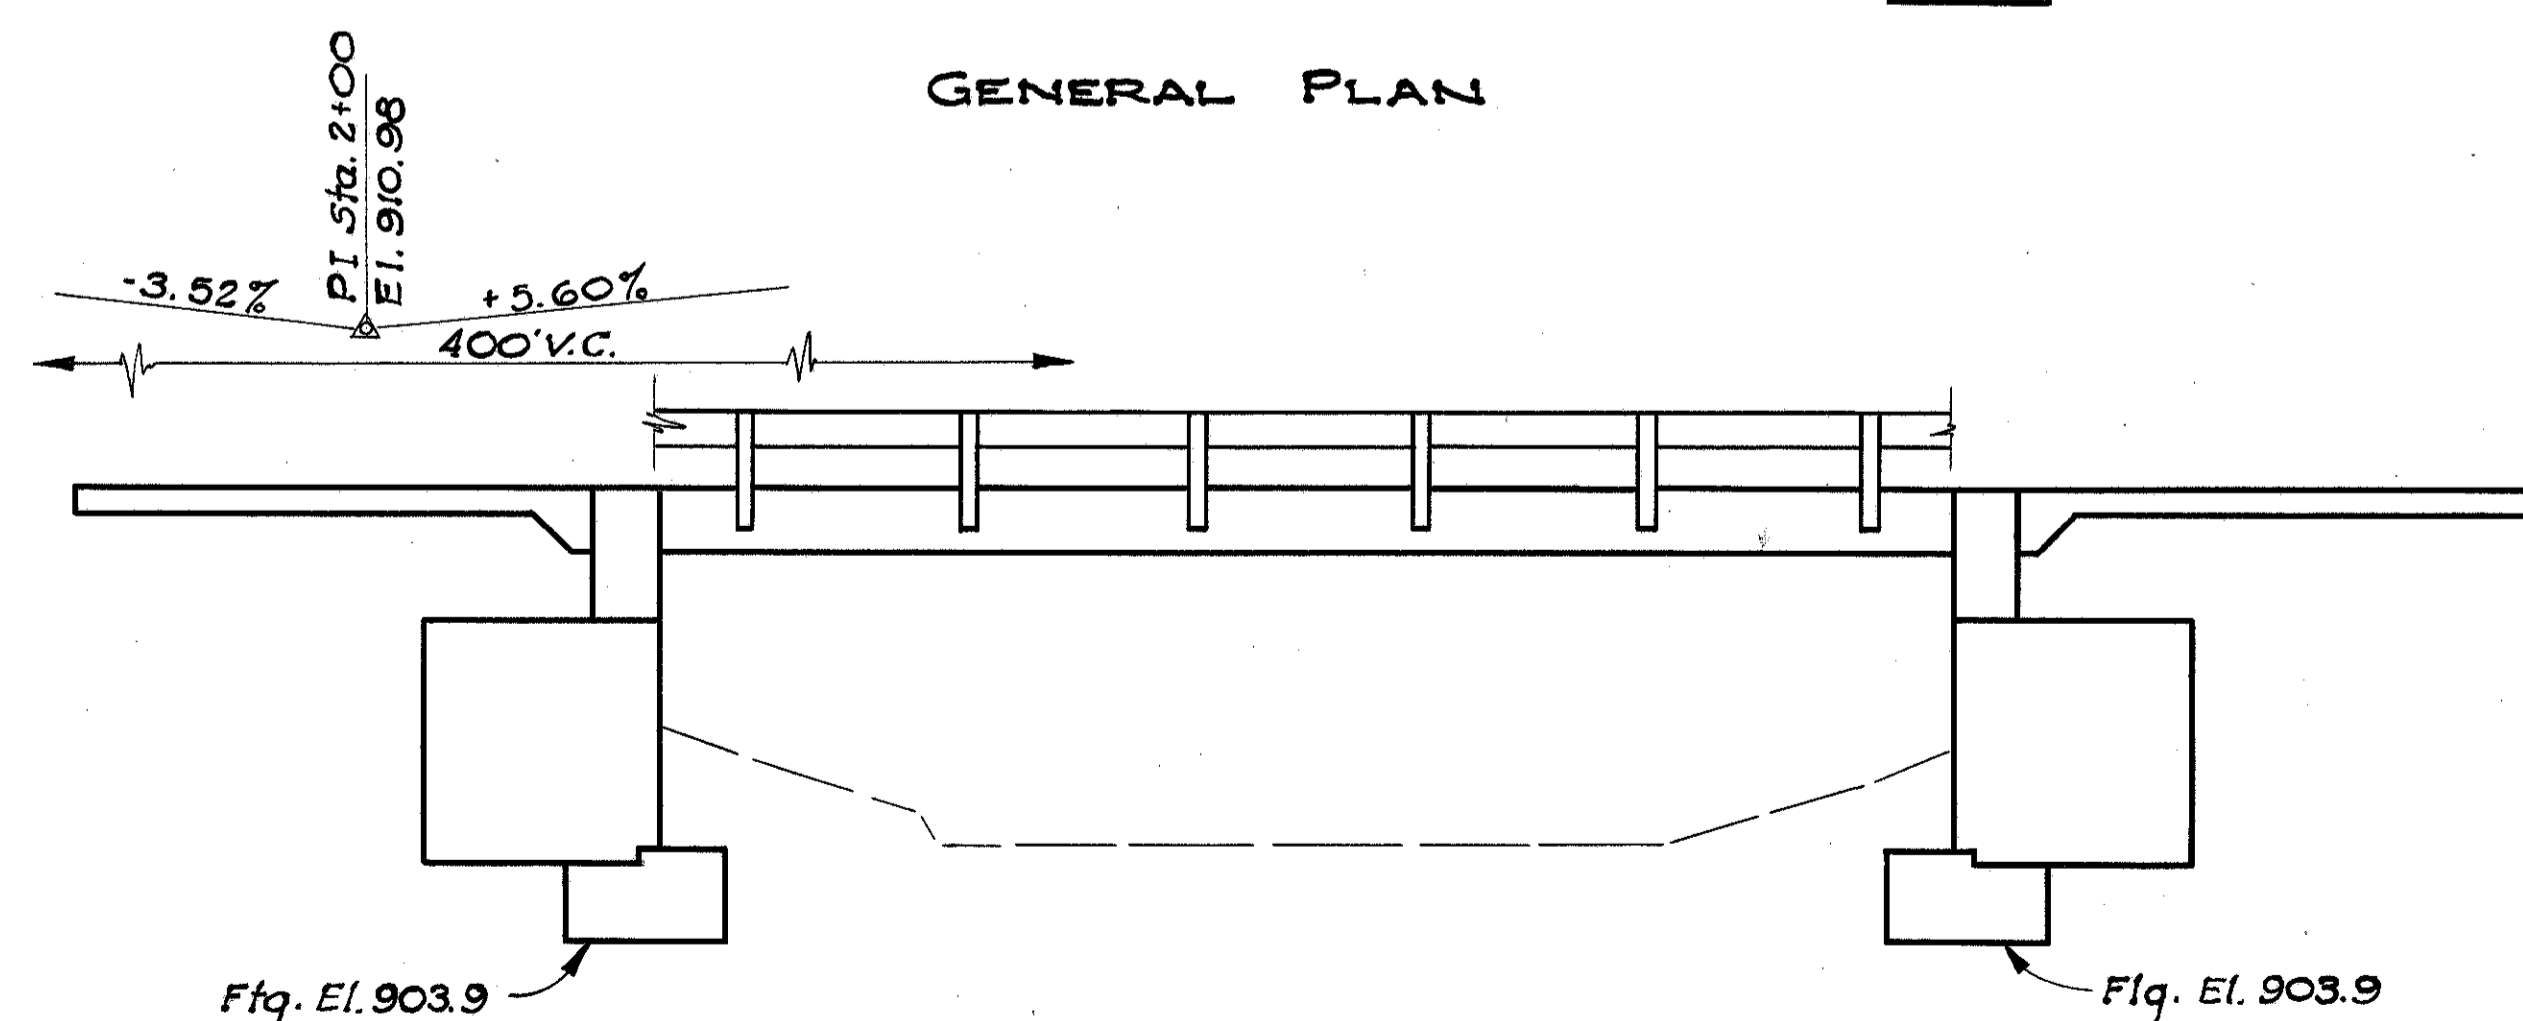 GENERAL PLAN
PI Sta. 2+00
El. 910.98
-3.52%
+5.60%
400' V.C.
Ftg. El. 903.9
Ftg. El. 903.9